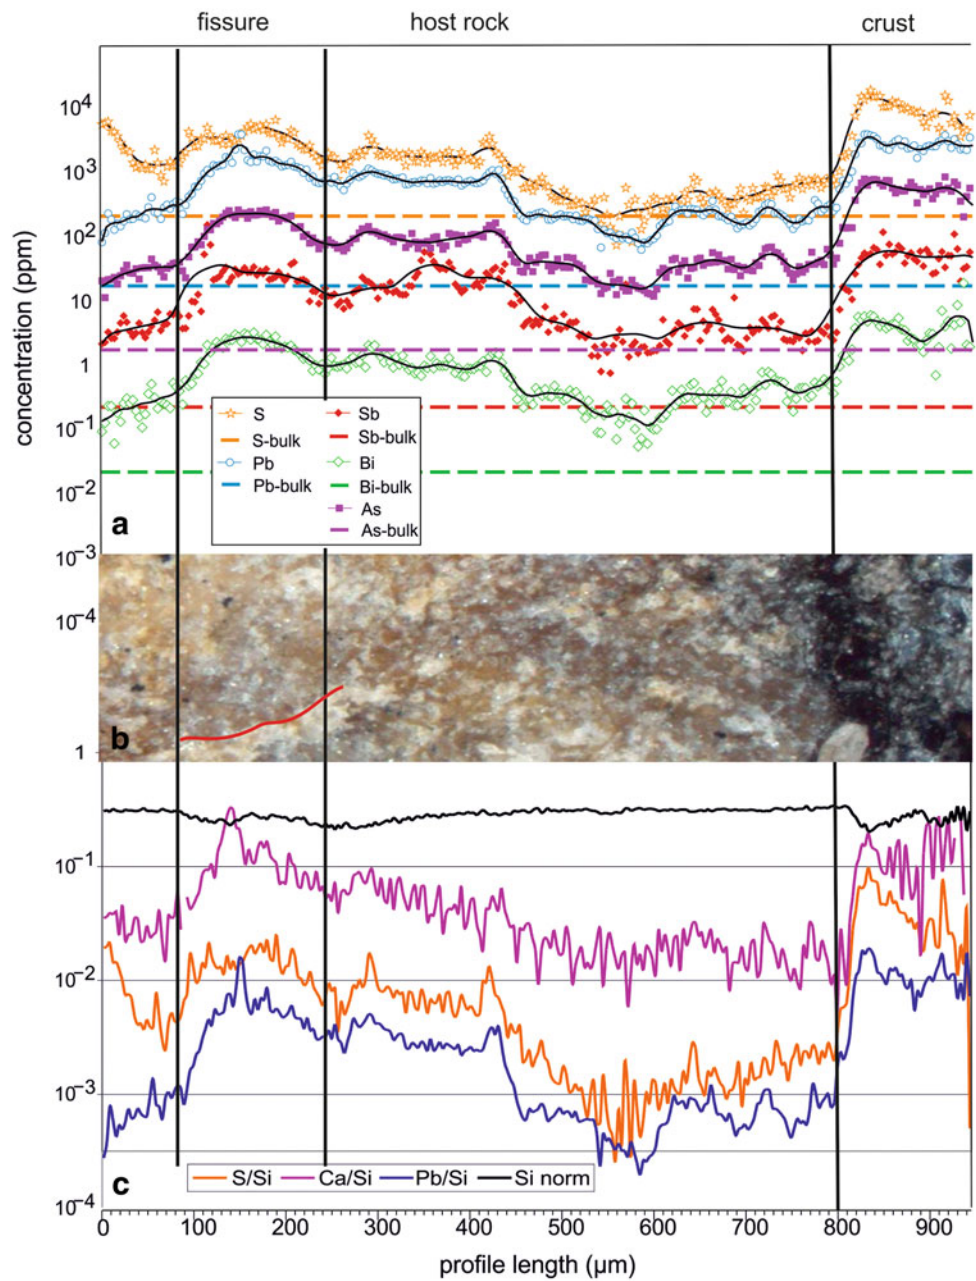 fissure host rock crust
10⁴
10³
10²
10
1
10⁻¹
10⁻²
10⁻³
10⁻⁴
1
concentration (ppm)
S Sb
S-bulk Sb-bulk
Pb Bi
Pb-bulk Bi-bulk
As
As-bulk
a
b
10⁻¹
10⁻²
10⁻³
10⁻⁴
c
S/Si Ca/Si Pb/Si Si norm
0 100 200 300 400 500 600 700 800 900
profile length (µm)